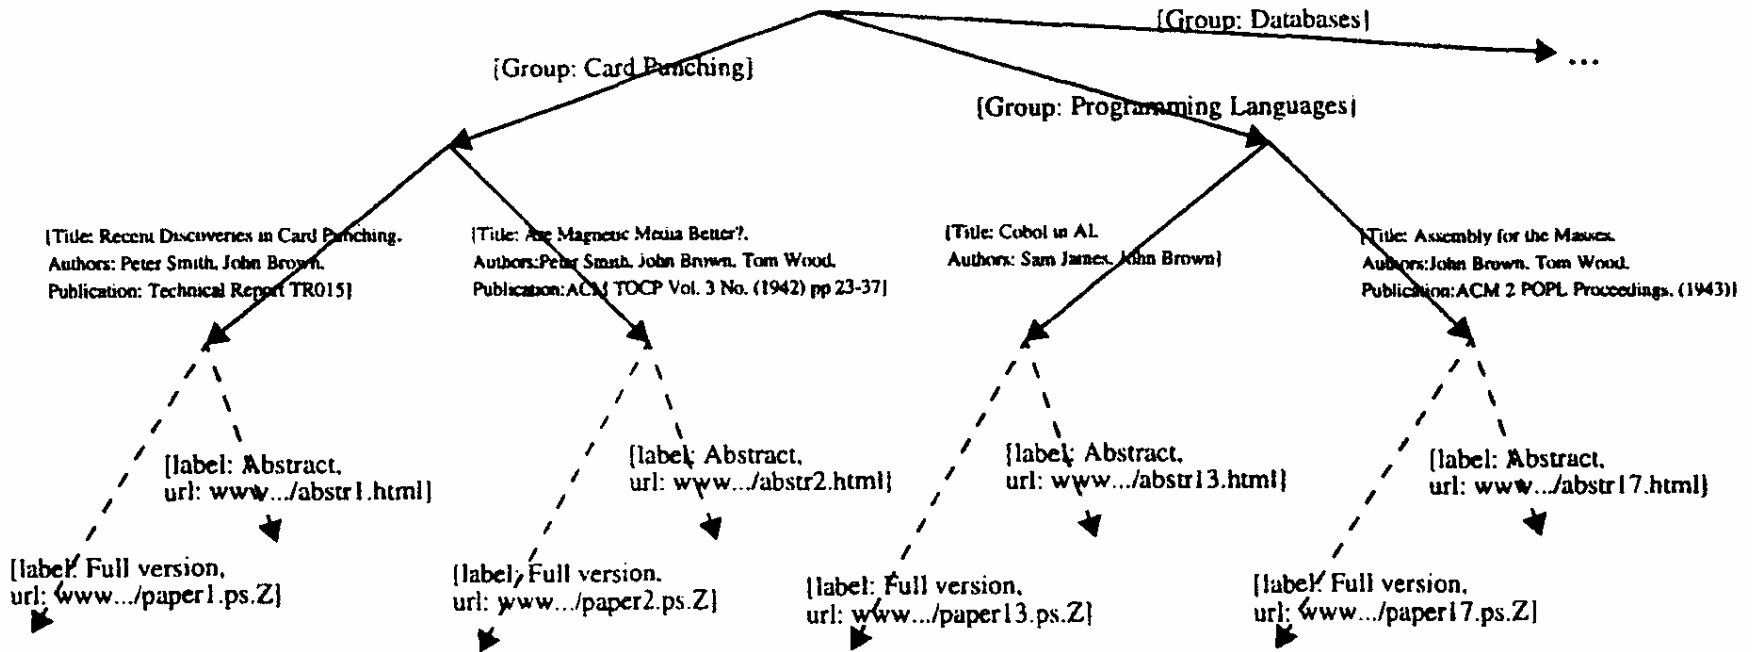 [Group: Databases]
...
[Group: Card Punching]
[Group: Programming Languages]
[Title: Recent Discoveries in Card Punching.
Authors: Peter Smith, John Brown.
Publication: Technical Report TR015]
[Title: Are Magnetic Media Better?.
Authors:Peter Smith, John Brown, Tom Wood.
Publication:ACM TOCP Vol. 3 No. (1942) pp 23-37]
[Title: Cobol in AI.
Authors: Sam James, John Brown]
[Title: Assembly for the Masses.
Authors:John Brown, Tom Wood.
Publication:ACM 2 POPL Proceedings, (1943)]
[label: Abstract,
url: www.../abstr1.html]
[label: Abstract,
url: www.../abstr2.html]
[label: Abstract,
url: www.../abstr13.html]
[label: Abstract,
url: www.../abstr17.html]
[label: Full version,
url: www.../paper1.ps.Z]
[label: Full version,
url: www.../paper2.ps.Z]
[label: Full version,
url: www.../paper13.ps.Z]
[label: Full version,
url: www.../paper17.ps.Z]